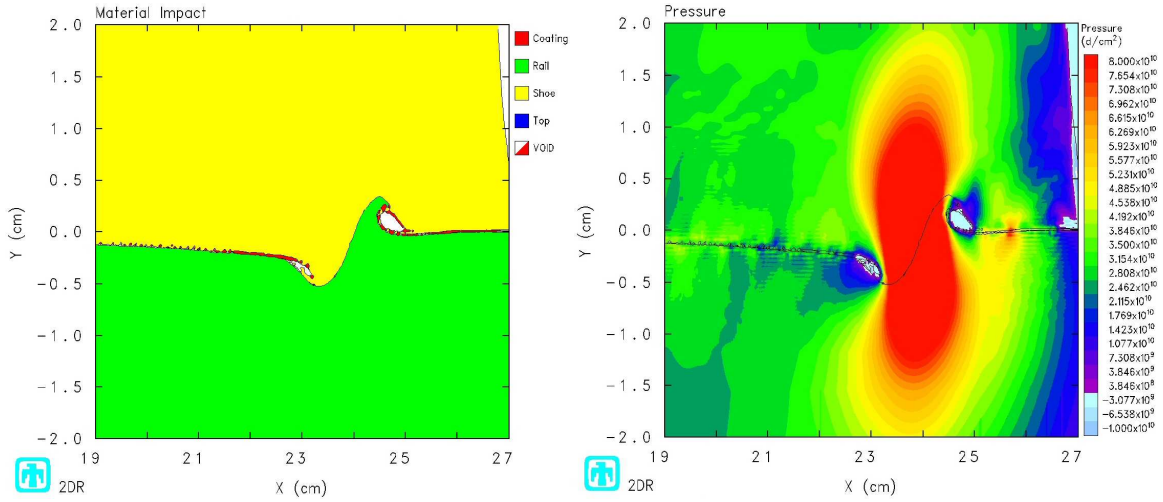 Material Impact
2.0
1.5
1.0
0.5
0.0
-0.5
-1.0
-1.5
-2.0
Y (cm)
19
21
23
25
27
X (cm)
2DR
Coating
Rail
Shoe
Top
VOID
Pressure
2.0
1.5
1.0
0.5
0.0
-0.5
-1.0
-1.5
-2.0
Y (cm)
19
21
23
25
27
X (cm)
2DR
Pressure
(d/cm²)
8.000x10¹⁰
7.654x10¹⁰
7.308x10¹⁰
6.962x10¹⁰
6.615x10¹⁰
6.269x10¹⁰
5.923x10¹⁰
5.577x10¹⁰
5.231x10¹⁰
4.885x10¹⁰
4.538x10¹⁰
4.192x10¹⁰
3.845x10¹⁰
3.500x10¹⁰
3.154x10¹⁰
2.808x10¹⁰
2.462x10¹⁰
2.115x10¹⁰
1.769x10¹⁰
1.423x10¹⁰
1.077x10¹⁰
7.308x10⁹
3.846x10⁹
3.846x10⁸
-3.077x10⁹
-6.538x10⁹
-1.000x10¹⁰